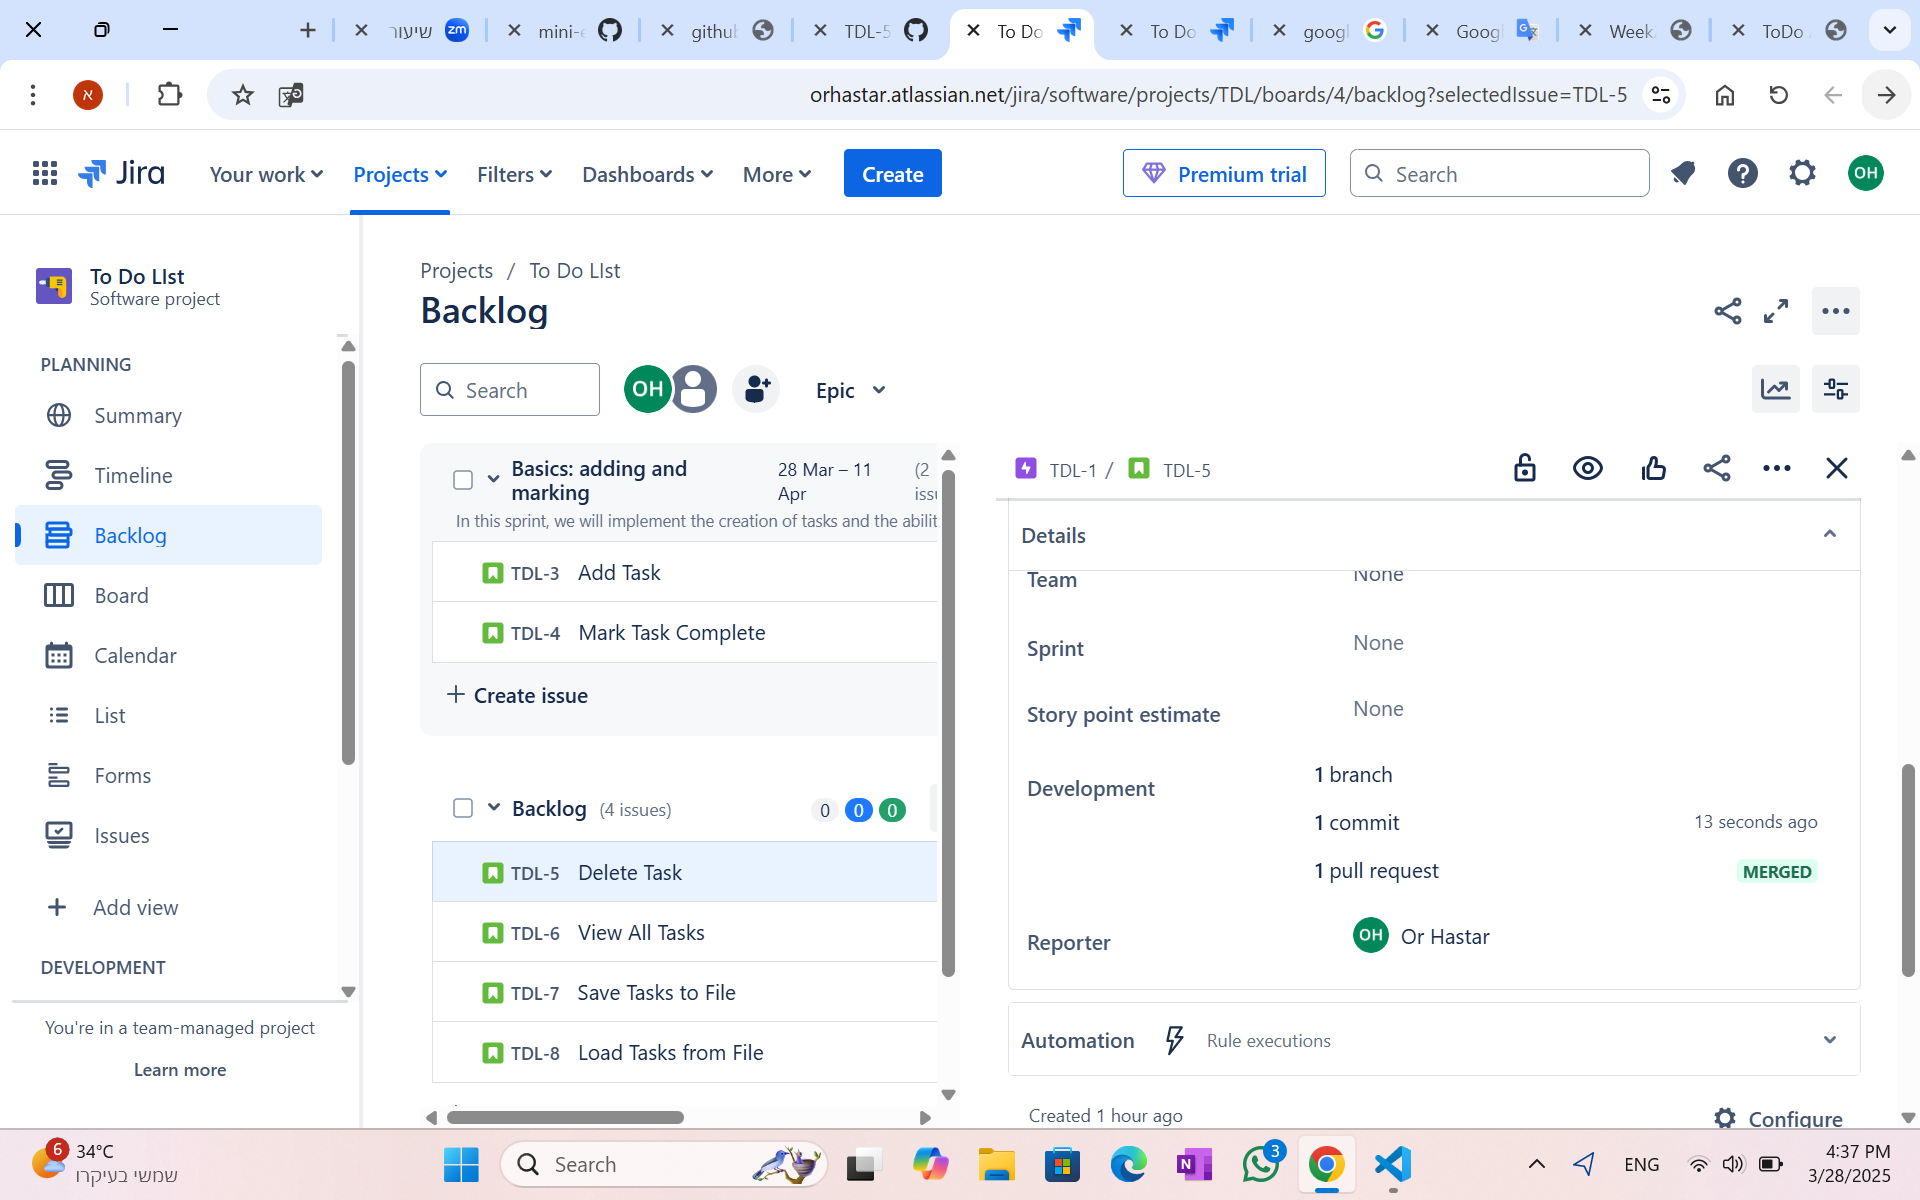 שיעור
zm
mini-e
githu
TDL-5
To Do
To Do
googl
Goog
Week
ToDo
א
orhastar.atlassian.net/jira/software/projects/TDL/boards/4/backlog?selectedIssue=TDL-5
Jira
Your work
Projects
Filters
Dashboards
More
Create
Premium trial
Search
OH
To Do LIst
Software project
PLANNING
Summary
Timeline
Backlog
Board
Calendar
List
Forms
Issues
Add view
DEVELOPMENT
You're in a team-managed project
Learn more
Projects / To Do LIst
Backlog
Search
OH
Epic
Basics: adding and marking
28 Mar – 11 Apr
(2
In this sprint, we will implement the creation of tasks and the abilit
TDL-3 Add Task
TDL-4 Mark Task Complete
+ Create issue
Backlog (4 issues) 0 0 0
TDL-5 Delete Task
TDL-6 View All Tasks
TDL-7 Save Tasks to File
TDL-8 Load Tasks from File
TDL-1 / TDL-5
Details
Team None
Sprint None
Story point estimate None
Development
1 branch
1 commit 13 seconds ago
1 pull request MERGED
Reporter OH Or Hastar
Automation Rule executions
Created 1 hour ago
Configure
6
34°C
שמשי בעיקרו
Search
N
3
ENG
4:37 PM
3/28/2025